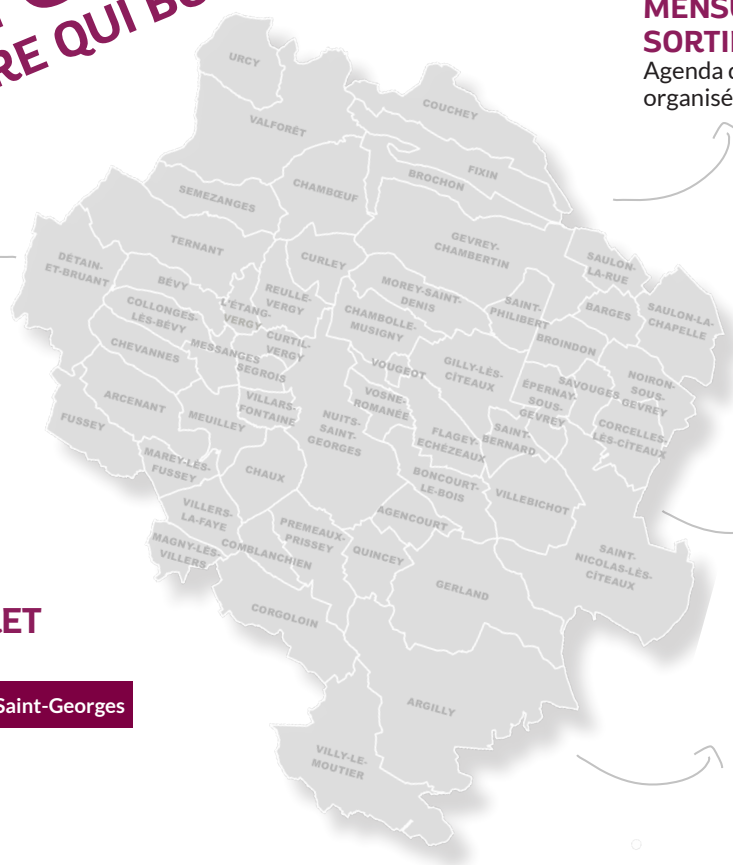 RE QUI
MENSU
SORTI
Agenda
organisé
URCY
COUCHEY
VALFORÊT
FIXIN
BROCHON
CHAMBŒUF
SEMEZANGES
TERNANT
GEVREY-
CHAMBERTIN
DÉTAIN-
ET-BRUANT
CURLEY
SAULON-
LA-RUE
BÉVY
REULLE-
VERGY
MOREY-SAINT-
DENIS
COLLONGES-
LÈS-BÉVY
L'ÉTANG-
VERGY
CHAMBOLLE-
MUSIGNY
SAINT-
PHILIBERT
BARGES
SAULON-LA-
CHAPELLE
CHEVANNES
MESSANGES
CURTIL-
VERGY
BROINDON
SEGROIS
VOUGEOT
GILLY-LÈS-
CÎTEAUX
ÉPERNAY-
SOUS-
GEVREY
SAVOUGES
NOIRON-
SOUS-
GEVREY
ARCENANT
VILLARS-
FONTAINE
VOSNE-
ROMANÉE
MEUILLEY
NUITS-
SAINT-
GEORGES
FUSSEY
FLAGEY-
ECHÉZEAUX
SAINT-
BERNARD
CORCELLES-
LÈS-CÎTEAUX
MAREY-LÈS-
FUSSEY
CHAUX
BONCOURT-
LE-BOIS
VILLEBICHOT
VILLERS-
LA-FAYE
PREMEAUX-
PRISSEY
AGENCOURT
MAGNY-LÈS-
VILLERS
COMBLANCHIEN
QUINCEY
SAINT-
NICOLAS-LÈS-
CÎTEAUX
GERLAND
CORGOLOIN
LET
Saint-Georges
ARGILLY
VILLY-LE-
MOUTIER